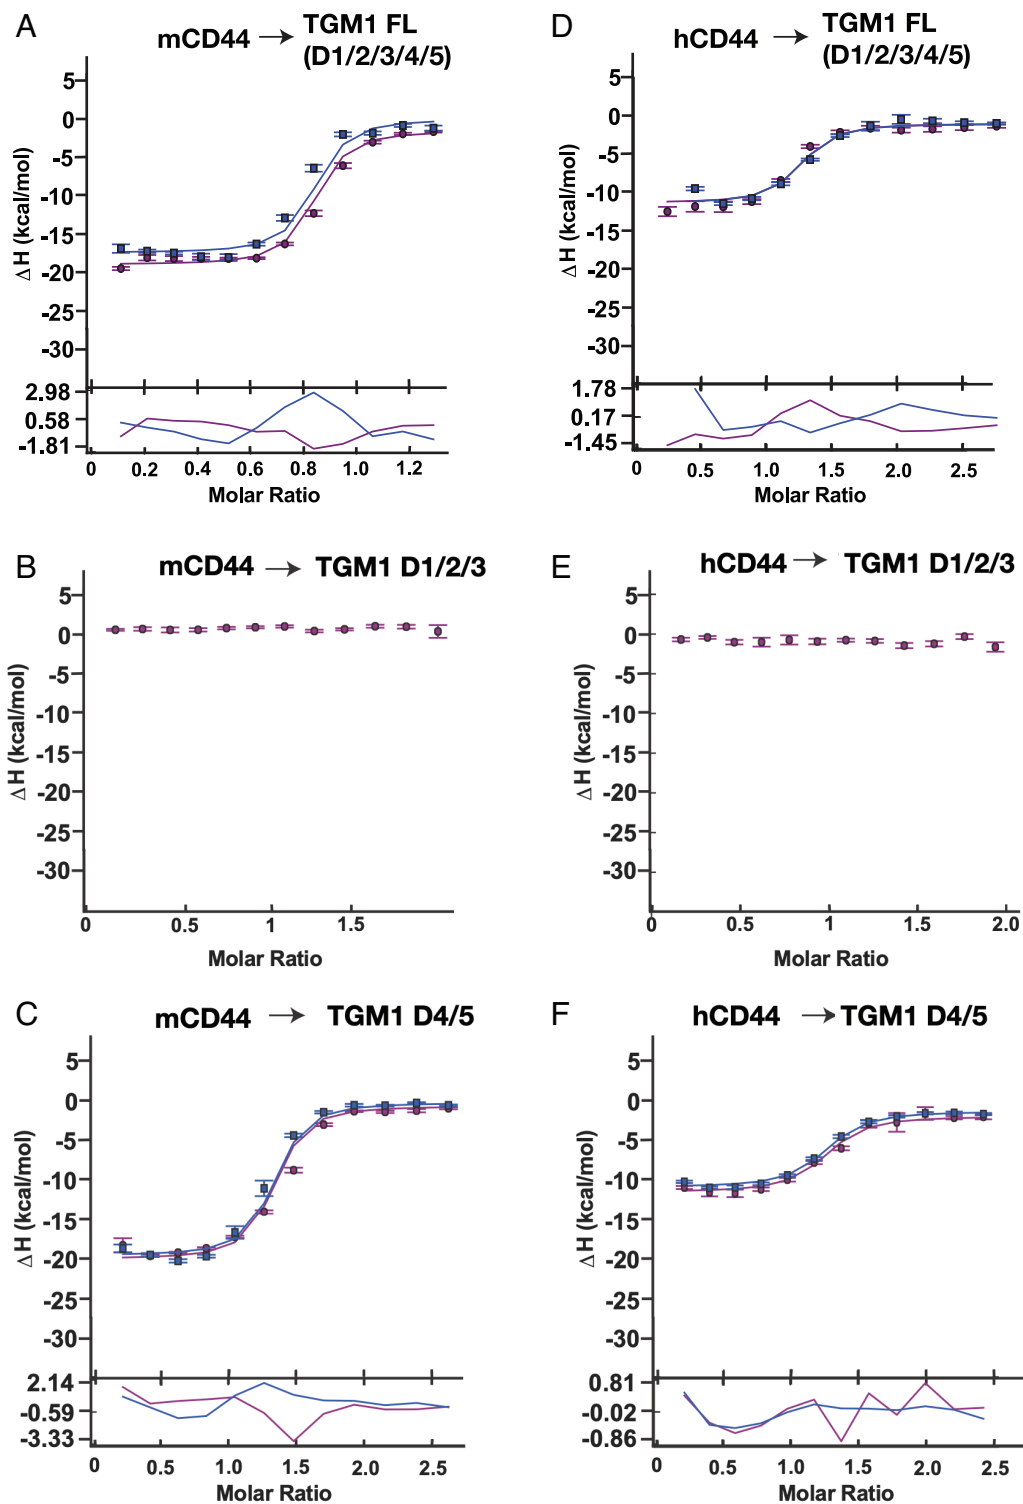 A
mCD44 → TGM1 FL
(D1/2/3/4/5)
5
0
-5
-10
-15
-20
-25
-30
ΔH (kcal/mol)
2.98
0.58
-1.81
0 0.2 0.4 0.6 0.8 1.0 1.2
Molar Ratio
D
hCD44 → TGM1 FL
(D1/2/3/4/5)
5
0
-5
-10
-15
-20
-25
-30
ΔH (kcal/mol)
1.78
0.17
-1.45
0 0.5 1.0 1.5 2.0 2.5
Molar Ratio
B
mCD44 → TGM1 D1/2/3
5
0
-5
-10
-15
-20
-25
-30
ΔH (kcal/mol)
0 0.5 1 1.5
Molar Ratio
E
hCD44 → TGM1 D1/2/3
5
0
-5
-10
-15
-20
-25
-30
ΔH (kcal/mol)
0 0.5 1 1.5 2.0
Molar Ratio
C
mCD44 → TGM1 D4/5
5
0
-5
-10
-15
-20
-25
-30
ΔH (kcal/mol)
2.14
-0.59
-3.33
0 0.5 1.0 1.5 2.0 2.5
Molar Ratio
F
hCD44 → TGM1 D4/5
5
0
-5
-10
-15
-20
-25
-30
ΔH (kcal/mol)
0.81
-0.02
-0.86
0 0.5 1.0 1.5 2.0 2.5
Molar Ratio